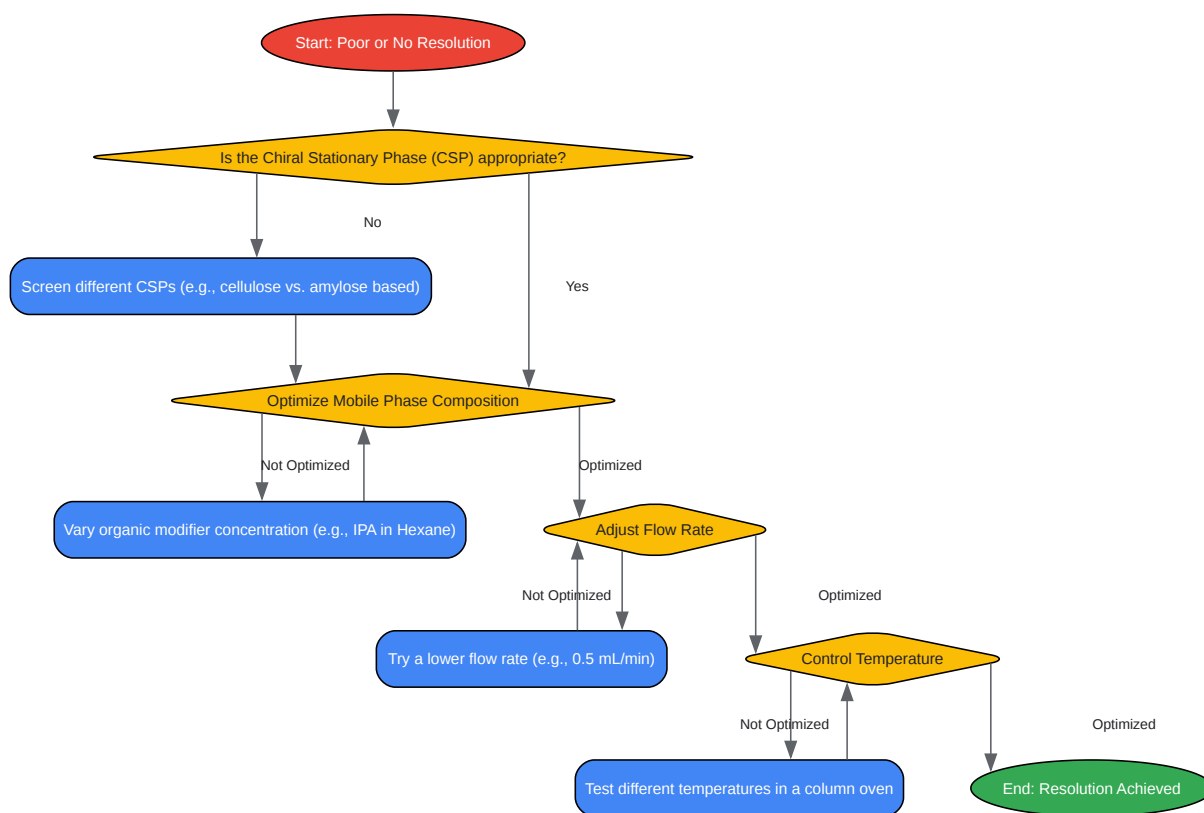 Start: Poor or No Resolution
Is the Chiral Stationary Phase (CSP) appropriate?
No
Screen different CSPs (e.g., cellulose vs. amylose based)
Yes
Optimize Mobile Phase Composition
Not Optimized
Optimized
Vary organic modifier concentration (e.g., IPA in Hexane)
Adjust Flow Rate
Not Optimized
Optimized
Try a lower flow rate (e.g., 0.5 mL/min)
Control Temperature
Not Optimized
Optimized
Test different temperatures in a column oven
End: Resolution Achieved